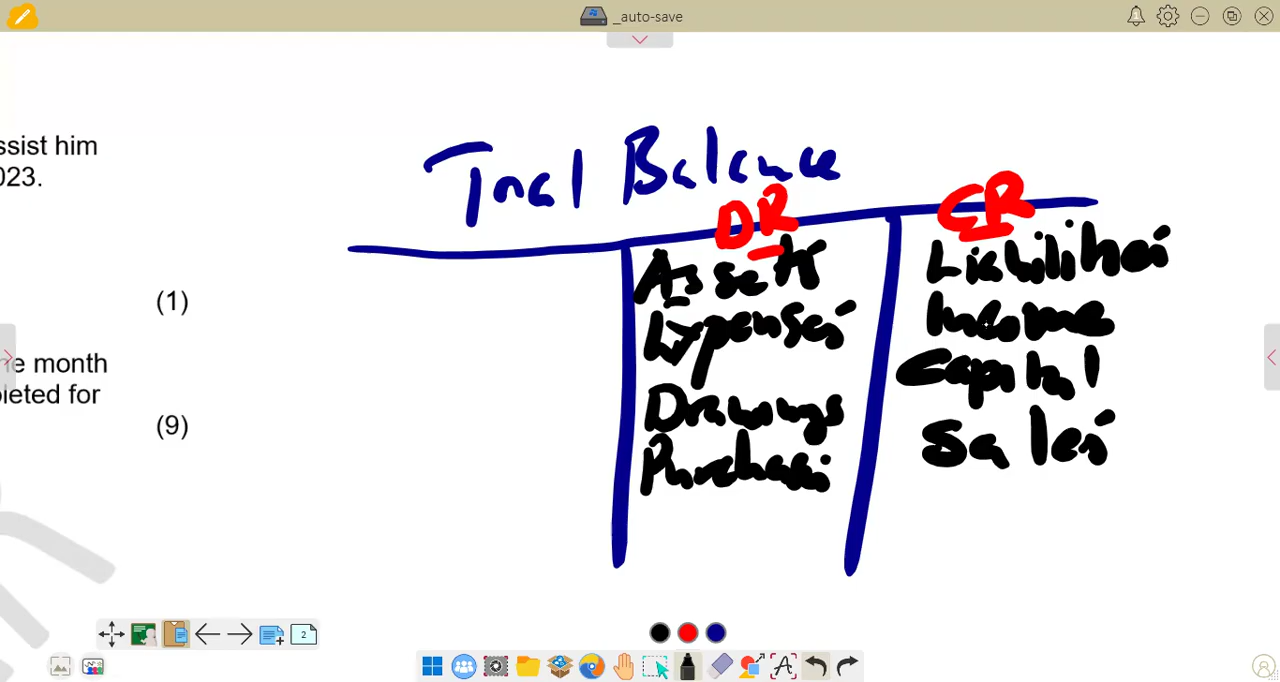 _auto-save
ssist him
023.
(1)
e month
leted for
(9)
Trial Balance
DR CR
Assets Liabilities
Expenses Income
Drawings Capital
Purchases Sales
2